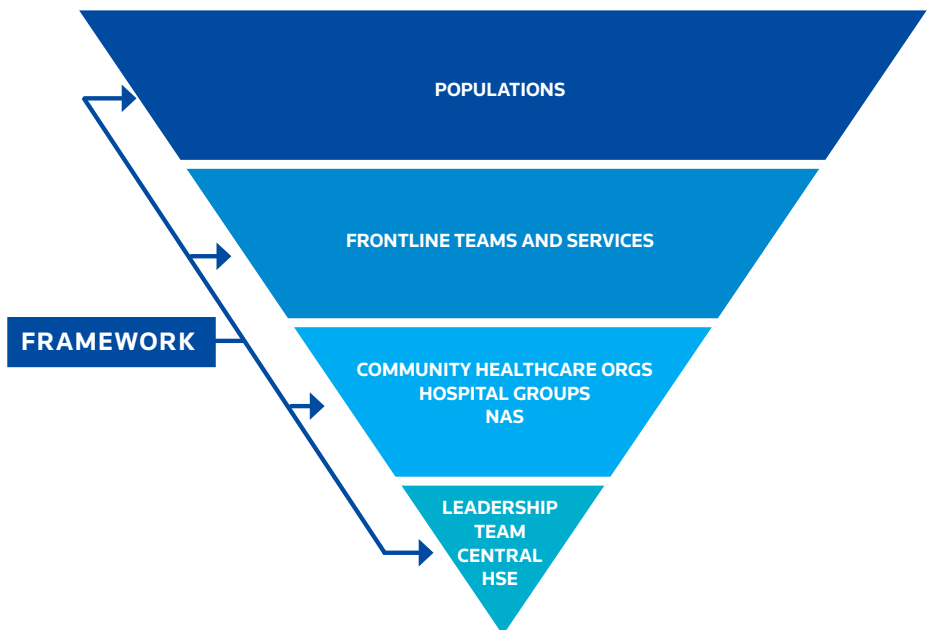 POPULATIONS
FRONTLINE TEAMS AND SERVICES
FRAMEWORK
COMMUNITY HEALTHCARE ORGS
HOSPITAL GROUPS
NAS
LEADERSHIP
TEAM
CENTRAL
HSE